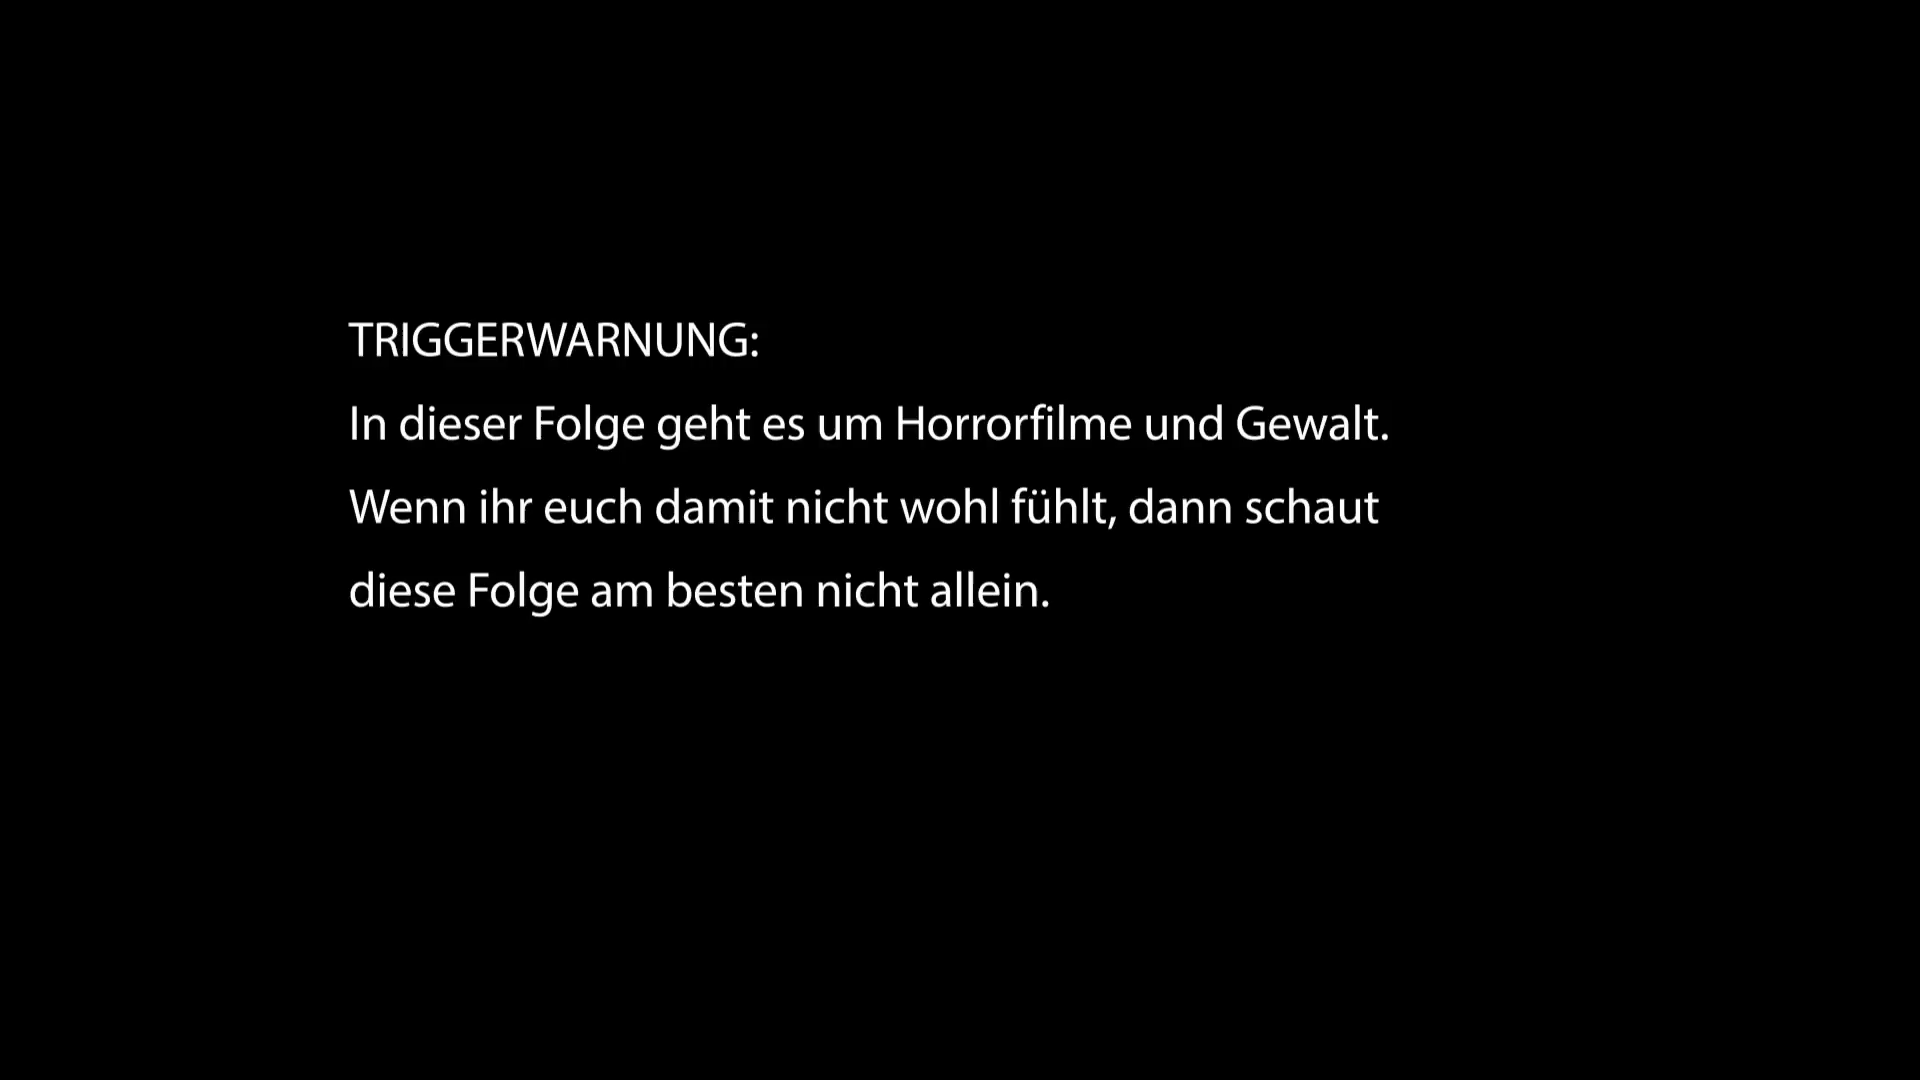 TRIGGERWARNUNG:
In dieser Folge geht es um Horrorfilme und Gewalt.
Wenn ihr euch damit nicht wohl fühlt, dann schaut
diese Folge am besten nicht allein.